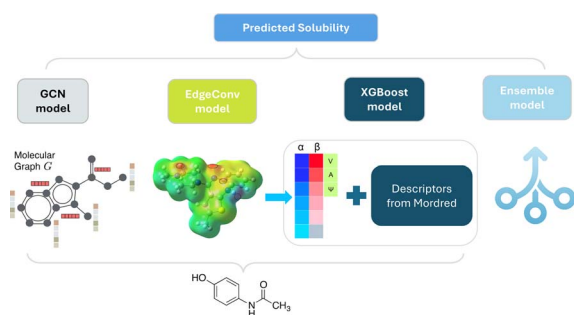 Predicted Solubility
GCN
model
EdgeConv
model
XGBoost
model
Ensemble
model
Molecular
Graph G
α β
V
A
Ψ
Descriptors
from Mordred
HO
O
N
H
CH3